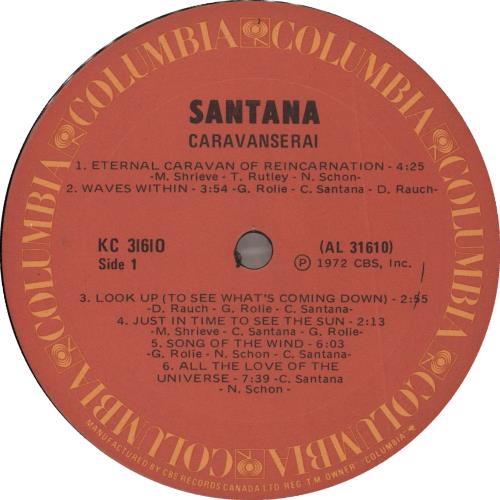 COLUMBIA COLUMBIA COLUMBIA COLUMBIA COLUMBIA COLUMBIA
SANTANA
CARAVANSERAI
1. ETERNAL CARAVAN OF REINCARNATION - 4:25
-M. Shrieve - T. Rutley - N. Schon-
2. WAVES WITHIN - 3:54 -G. Rolie - C. Santana - D. Rauch-
KC 31610
Side 1
(AL 31610)
Ⓟ 1972 CBS, Inc.
3. LOOK UP (TO SEE WHAT'S COMING DOWN) - 2:55
-D. Rauch - G. Rolie - C. Santana-
4. JUST IN TIME TO SEE THE SUN - 2:13
-M. Shrieve - C. Santana - G. Rolie-
5. SONG OF THE WIND - 6:03
-G. Rolie - N. Schon - C. Santana-
6. ALL THE LOVE OF THE
UNIVERSE - 7:39 -C. Santana
- N. Schon -
MANUFACTURED BY CBS RECORDS CANADA LTD. REG. T.M. OWNER "COLUMBIA"